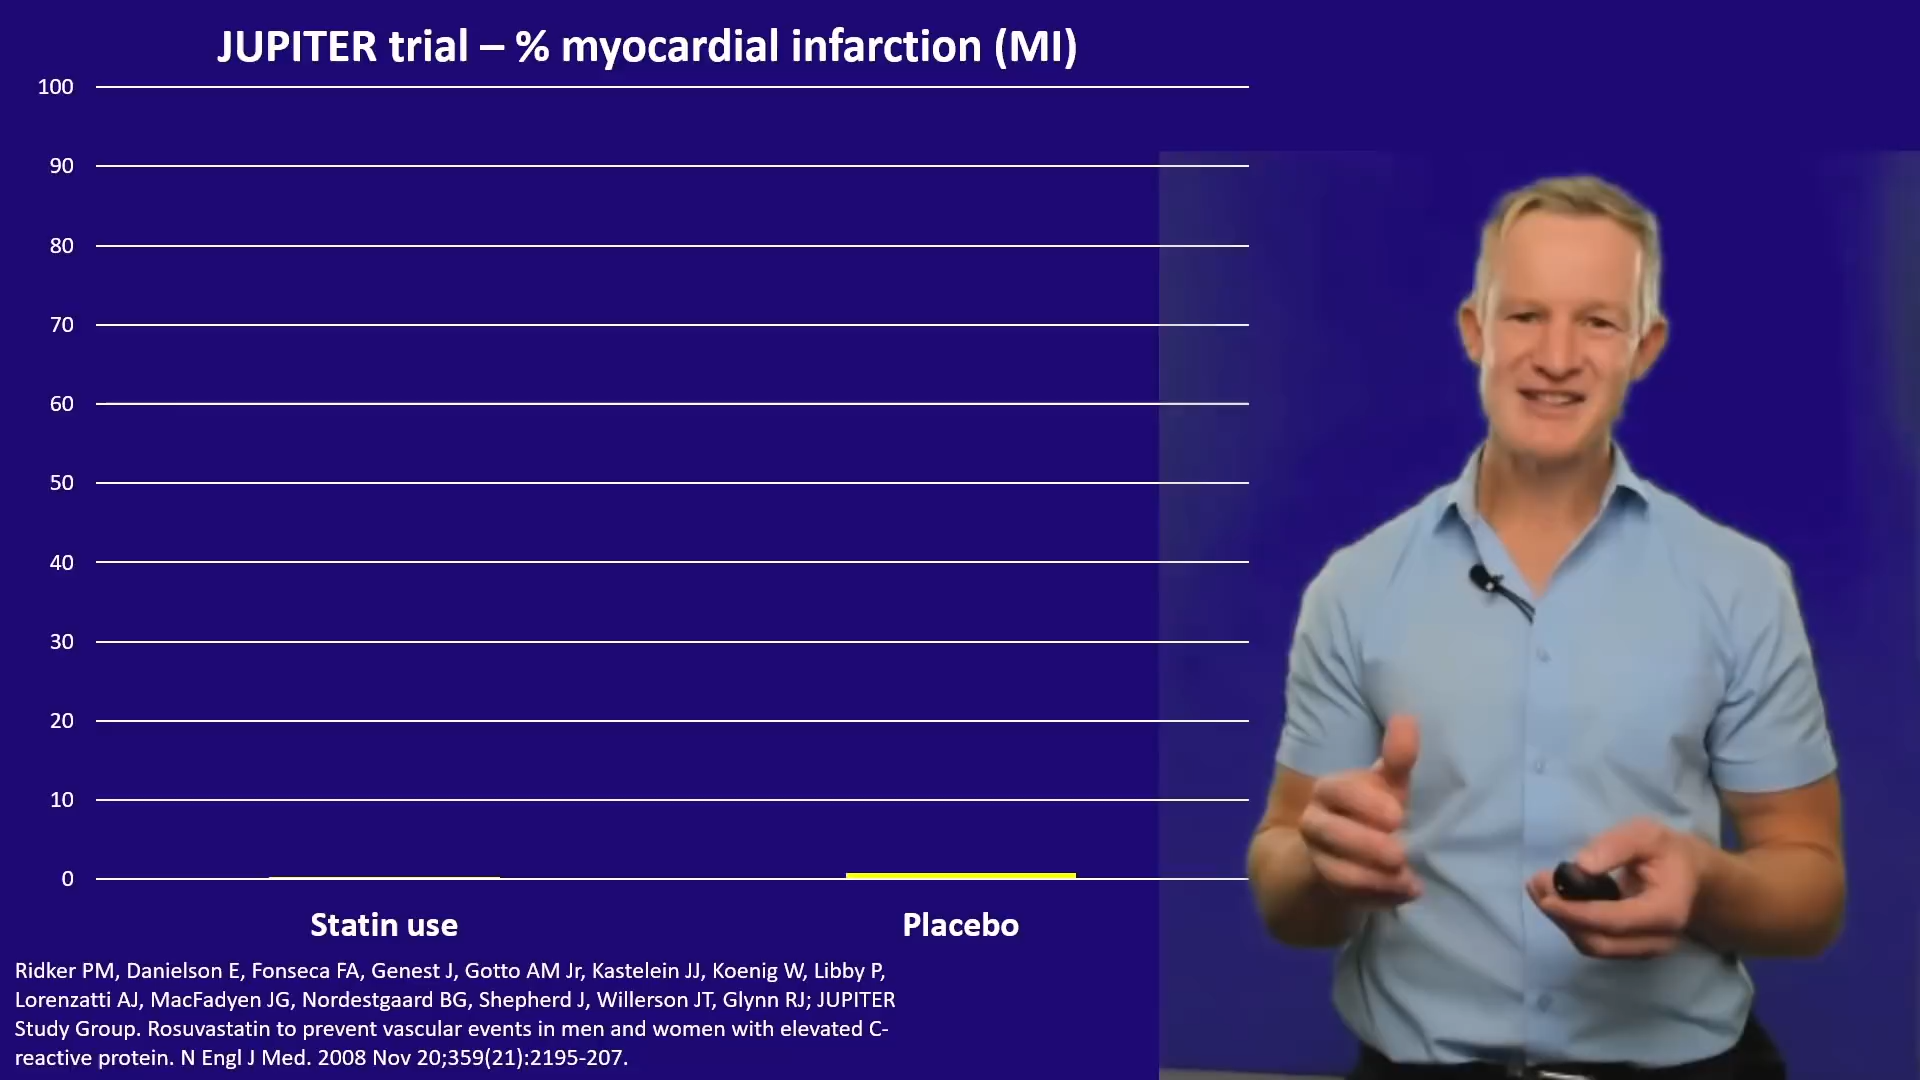 JUPITER trial – % myocardial infarction (MI)
100
90
80
70
60
50
40
30
20
10
0
Statin use
Placebo
Ridker PM, Danielson E, Fonseca FA, Genest J, Gotto AM Jr, Kastelein JJ, Koenig W, Libby P,
Lorenzatti AJ, MacFadyen JG, Nordestgaard BG, Shepherd J, Willerson JT, Glynn RJ; JUPITER
Study Group. Rosuvastatin to prevent vascular events in men and women with elevated C-
reactive protein. N Engl J Med. 2008 Nov 20;359(21):2195-207.